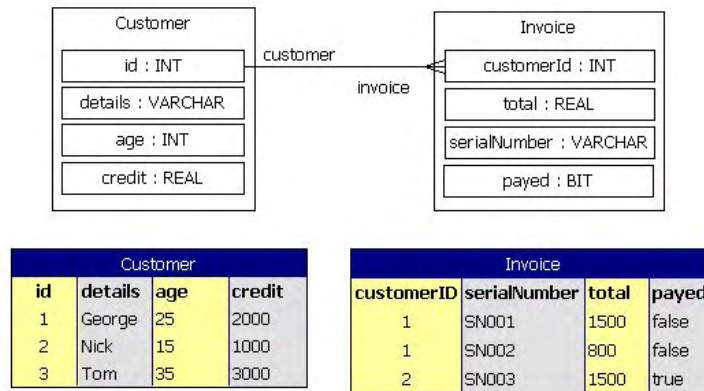 Customer
id : INT
details : VARCHAR
age : INT
credit : REAL
customer
invoice
Invoice
customerId : INT
total : REAL
serialNumber : VARCHAR
payed : BIT
Customer
id details age credit
1 George 25 2000
2 Nick 15 1000
3 Tom 35 3000
Invoice
customerID serialNumber total payed
1 SN001 1500 false
1 SN002 800 false
2 SN003 1500 true